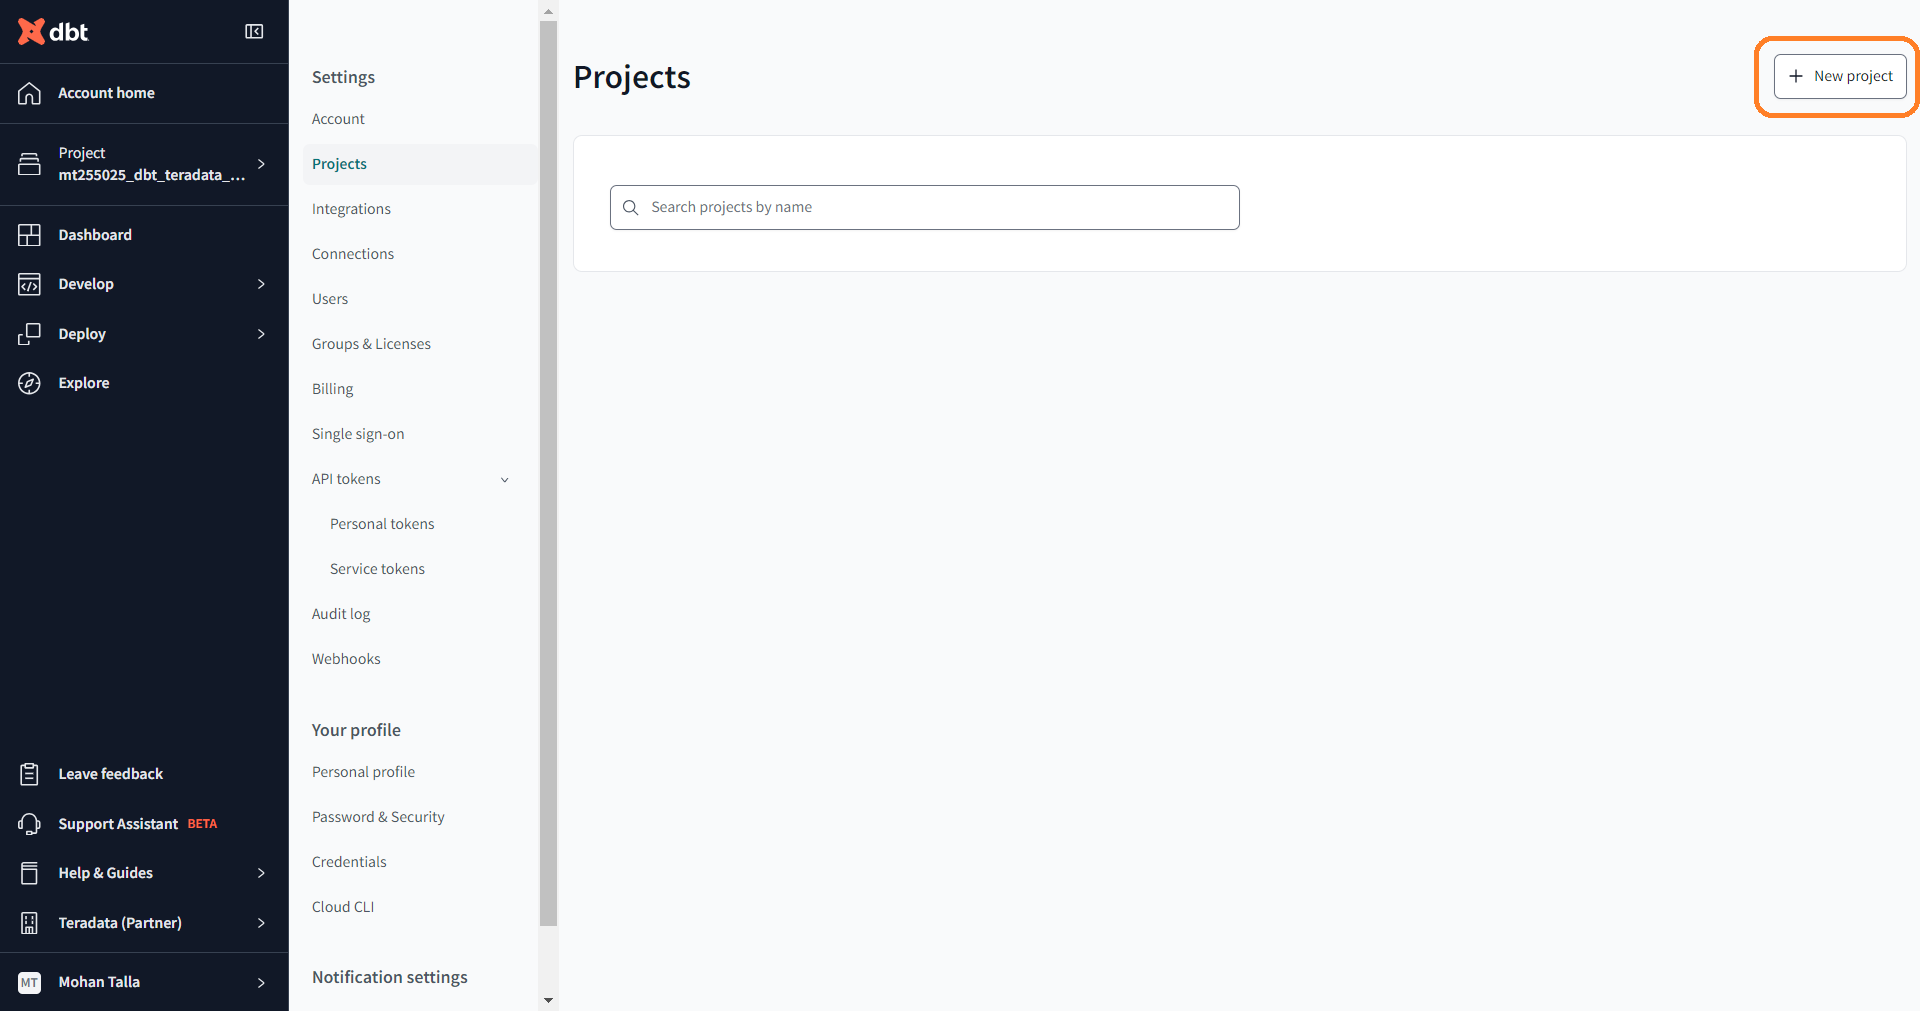 dbt
Account home
Project
mt255025_dbt_teradata_...
Dashboard
Develop
Deploy
Explore
Leave feedback
Support Assistant BETA
Help & Guides
Teradata (Partner)
MT Mohan Talla
Settings
Account
Projects
Integrations
Connections
Users
Groups & Licenses
Billing
Single sign-on
API tokens
Personal tokens
Service tokens
Audit log
Webhooks
Your profile
Personal profile
Password & Security
Credentials
Cloud CLI
Notification settings
Projects
New project
Search projects by name